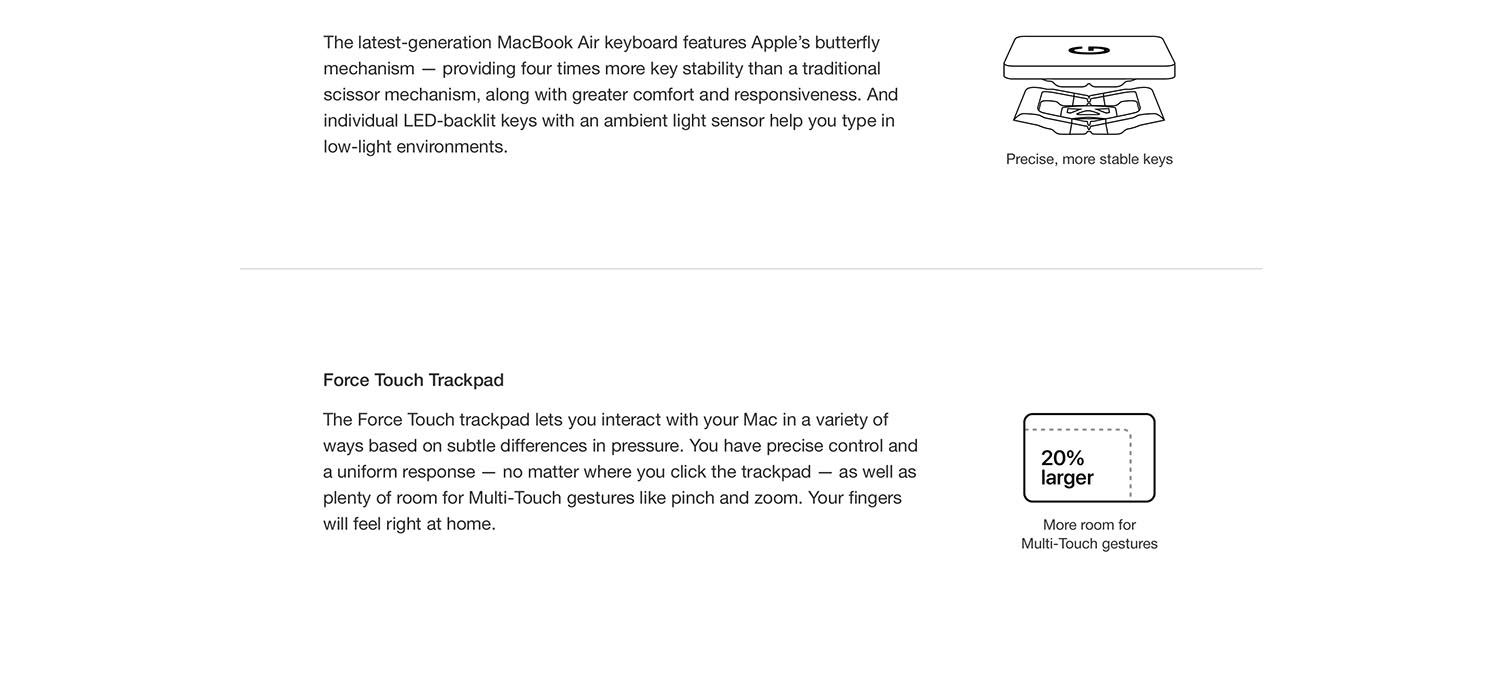 The latest-generation MacBook Air keyboard features Apple’s butterfly
mechanism — providing four times more key stability than a traditional
scissor mechanism, along with greater comfort and responsiveness. And
individual LED-backlit keys with an ambient light sensor help you type in
low-light environments.
G
Precise, more stable keys
Force Touch Trackpad
The Force Touch trackpad lets you interact with your Mac in a variety of
ways based on subtle differences in pressure. You have precise control and
a uniform response — no matter where you click the trackpad — as well as
plenty of room for Multi-Touch gestures like pinch and zoom. Your fingers
will feel right at home.
20%
larger
More room for
Multi-Touch gestures